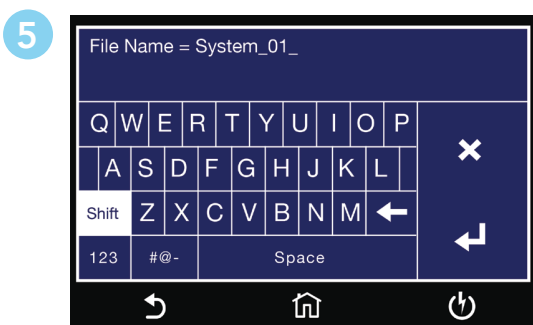 5
File Name = System_01_
Q W E R T Y U I O P
A S D F G H J K L
Shift Z X C V B N M
123 #@- Space